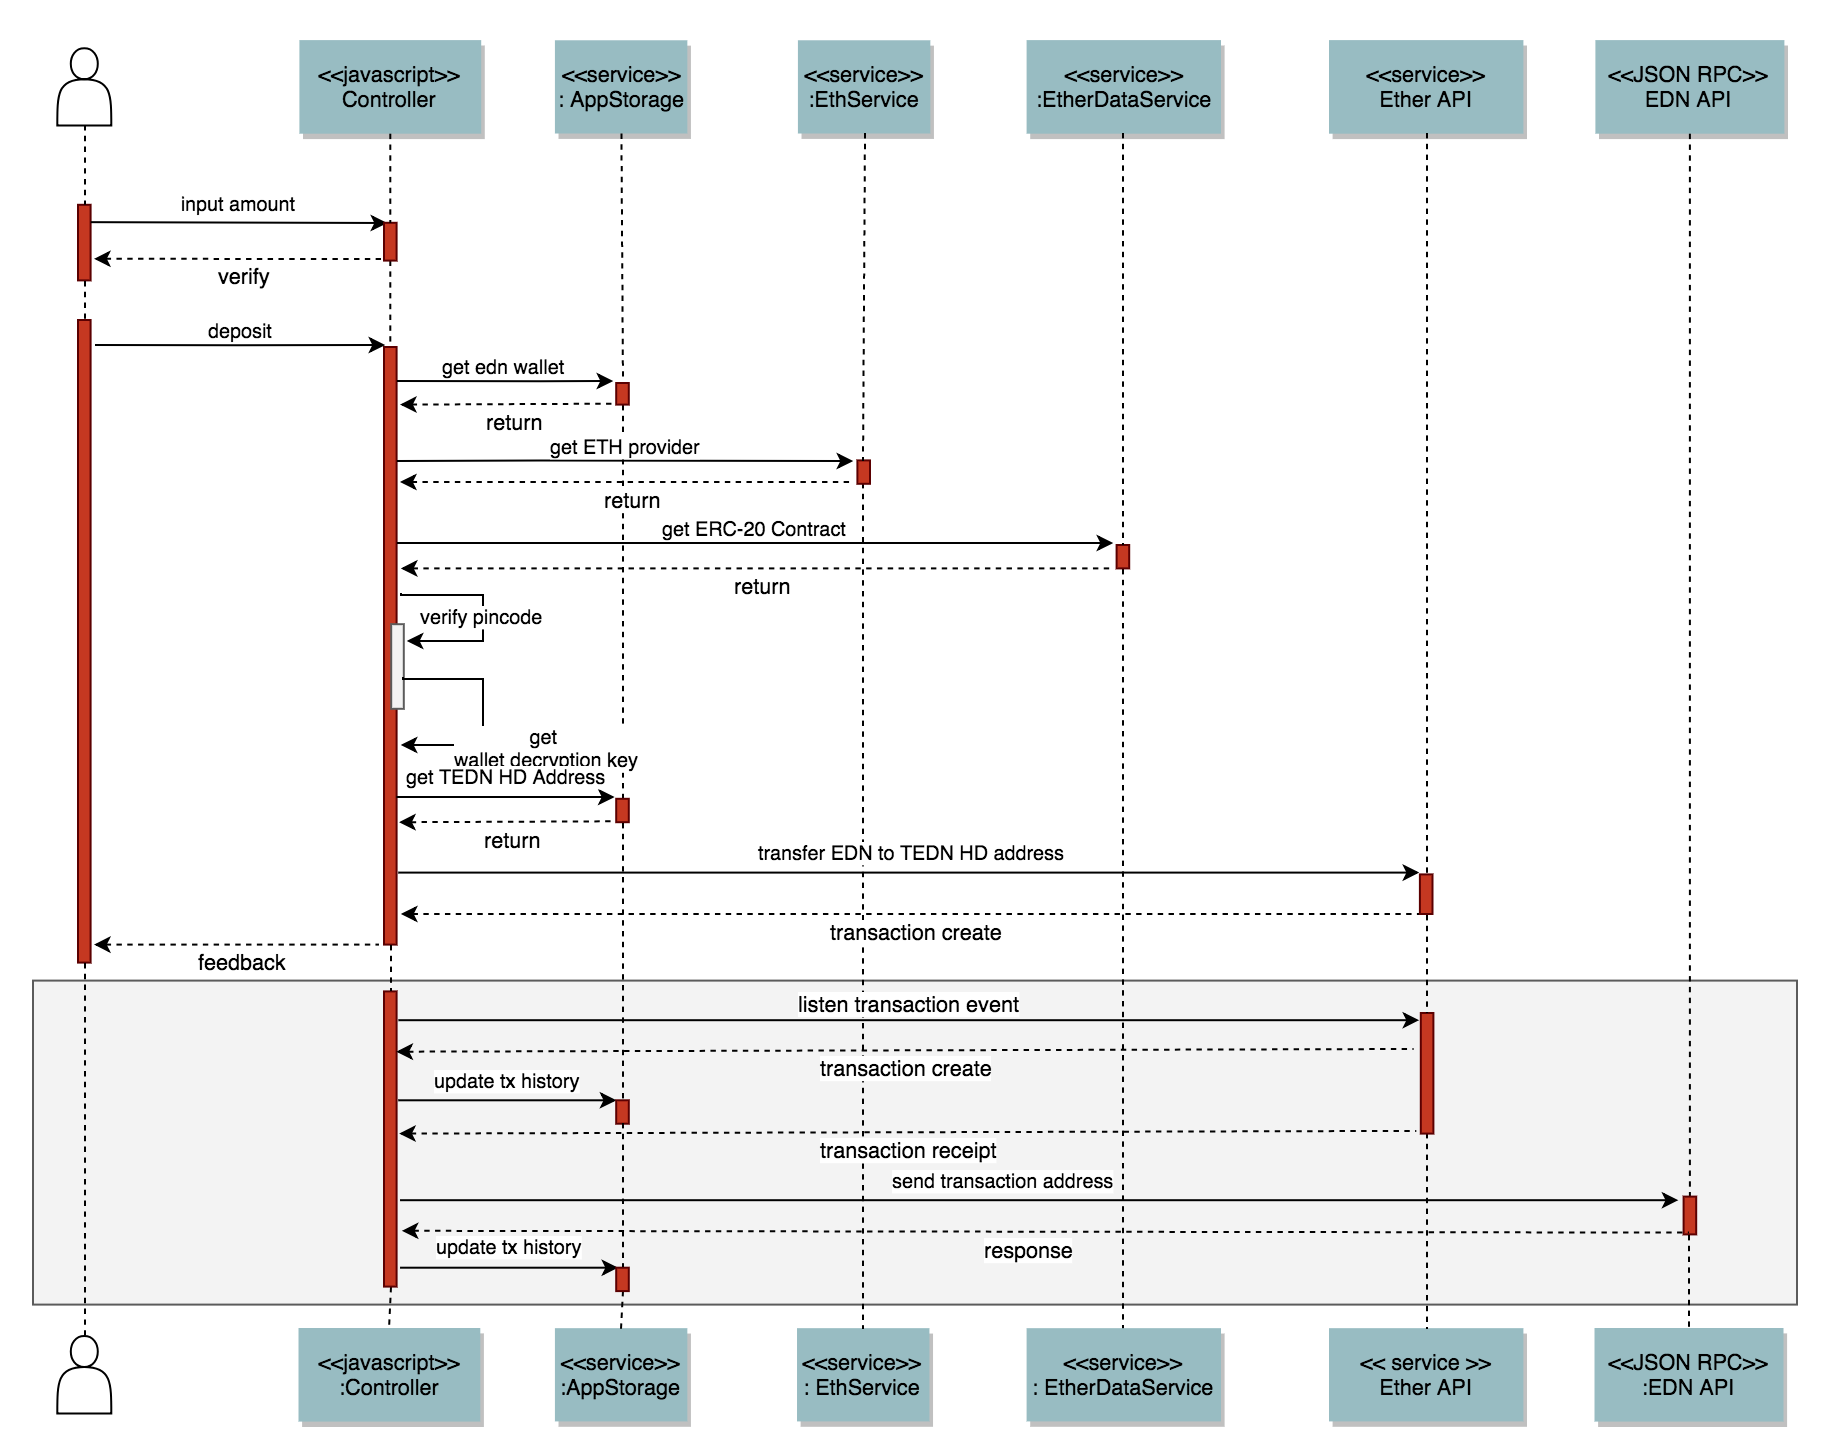 <<javascript>>
Controller
<<service>>
: AppStorage
<<service>>
:EthService
<<service>>
:EtherDataService
<<service>>
Ether API
<<JSON RPC>>
EDN API
input amount
verify
deposit
get edn wallet
return
get ETH provider
return
get ERC-20 Contract
return
verify pincode
get
wallet decryption key
get TEDN HD Address
return
transfer EDN to TEDN HD address
transaction create
feedback
listen transaction event
transaction create
update tx history
transaction receipt
send transaction address
update tx history
response
<<javascript>>
:Controller
<<service>>
:AppStorage
<<service>>
: EthService
<<service>>
: EtherDataService
<< service >>
Ether API
<<JSON RPC>>
:EDN API